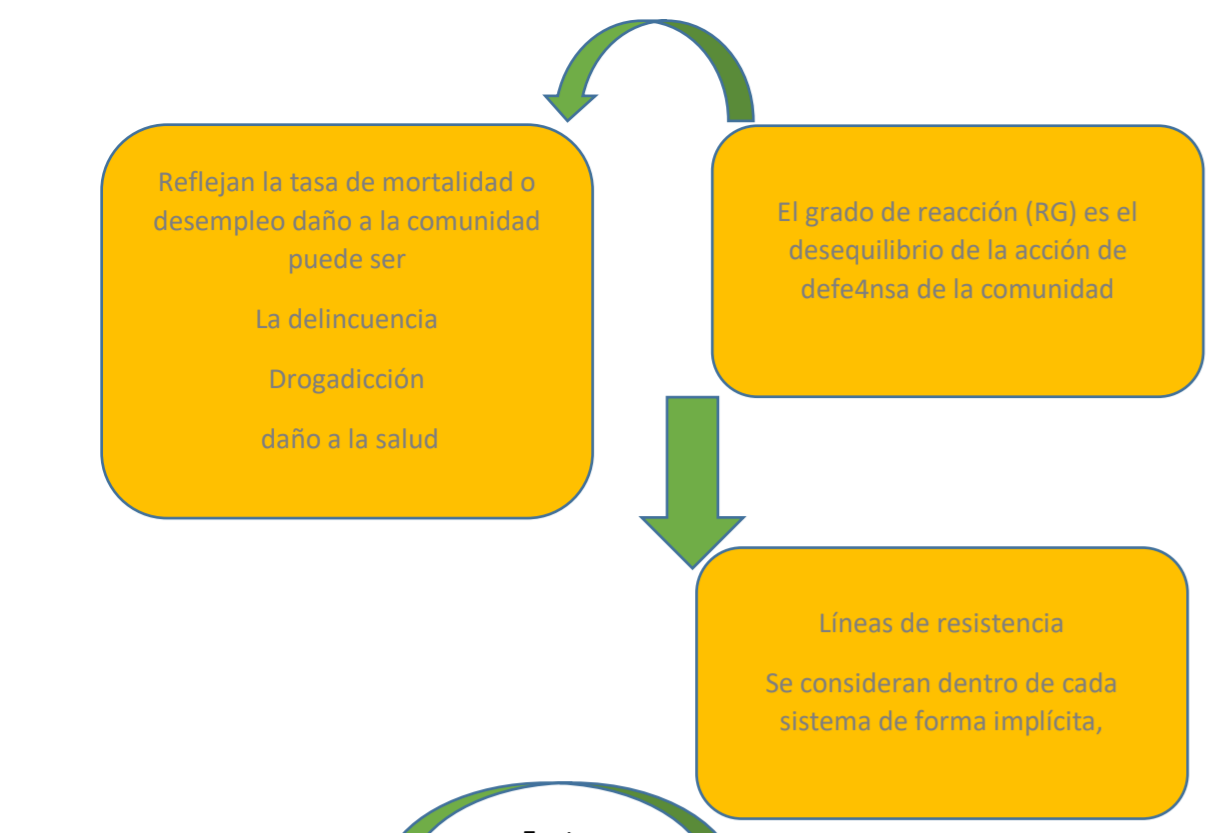 Reflejan la tasa de mortalidad o
desempleo daño a la comunidad
puede ser
La delincuencia
Drogadicción
daño a la salud
El grado de reacción (RG) es el
desequilibrio de la acción de
defe4nsa de la comunidad
Líneas de resistencia
Se consideran dentro de cada
sistema de forma implícita,